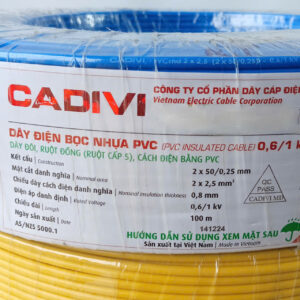 CADIVI
CÔNG TY CỔ PHẦN DÂY CÁP ĐIỆ
Vietnam Electric Cable Corporation
DÂY ĐIỆN BỌC NHỰA PVC (PVC INSULATED CABLE) 0,6/1 k
DÂY ĐÔI, RUỘT ĐỒNG (RUỘT CẤP 5), CÁCH ĐIỆN BẰNG PVC
Kết cấu / Construction 2 x 50/0,25 mm
Mặt cắt danh nghĩa / Nominal area 2 x 2,5 mm²
Chiều dày cách điện danh nghĩa / Nominal insulation thickness 0,8 mm
Điện áp danh định / Rated voltage 0,6/1 kV
Chiều dài / Length 100 m
Ngày sản xuất / Date 141224
AS/NZS 5000.1
QC
PASS
CADIVI MĐ
HƯỚNG DẪN SỬ DỤNG XEM MẶT SAU
Sản xuất tại Việt Nam / Made in Vietnam